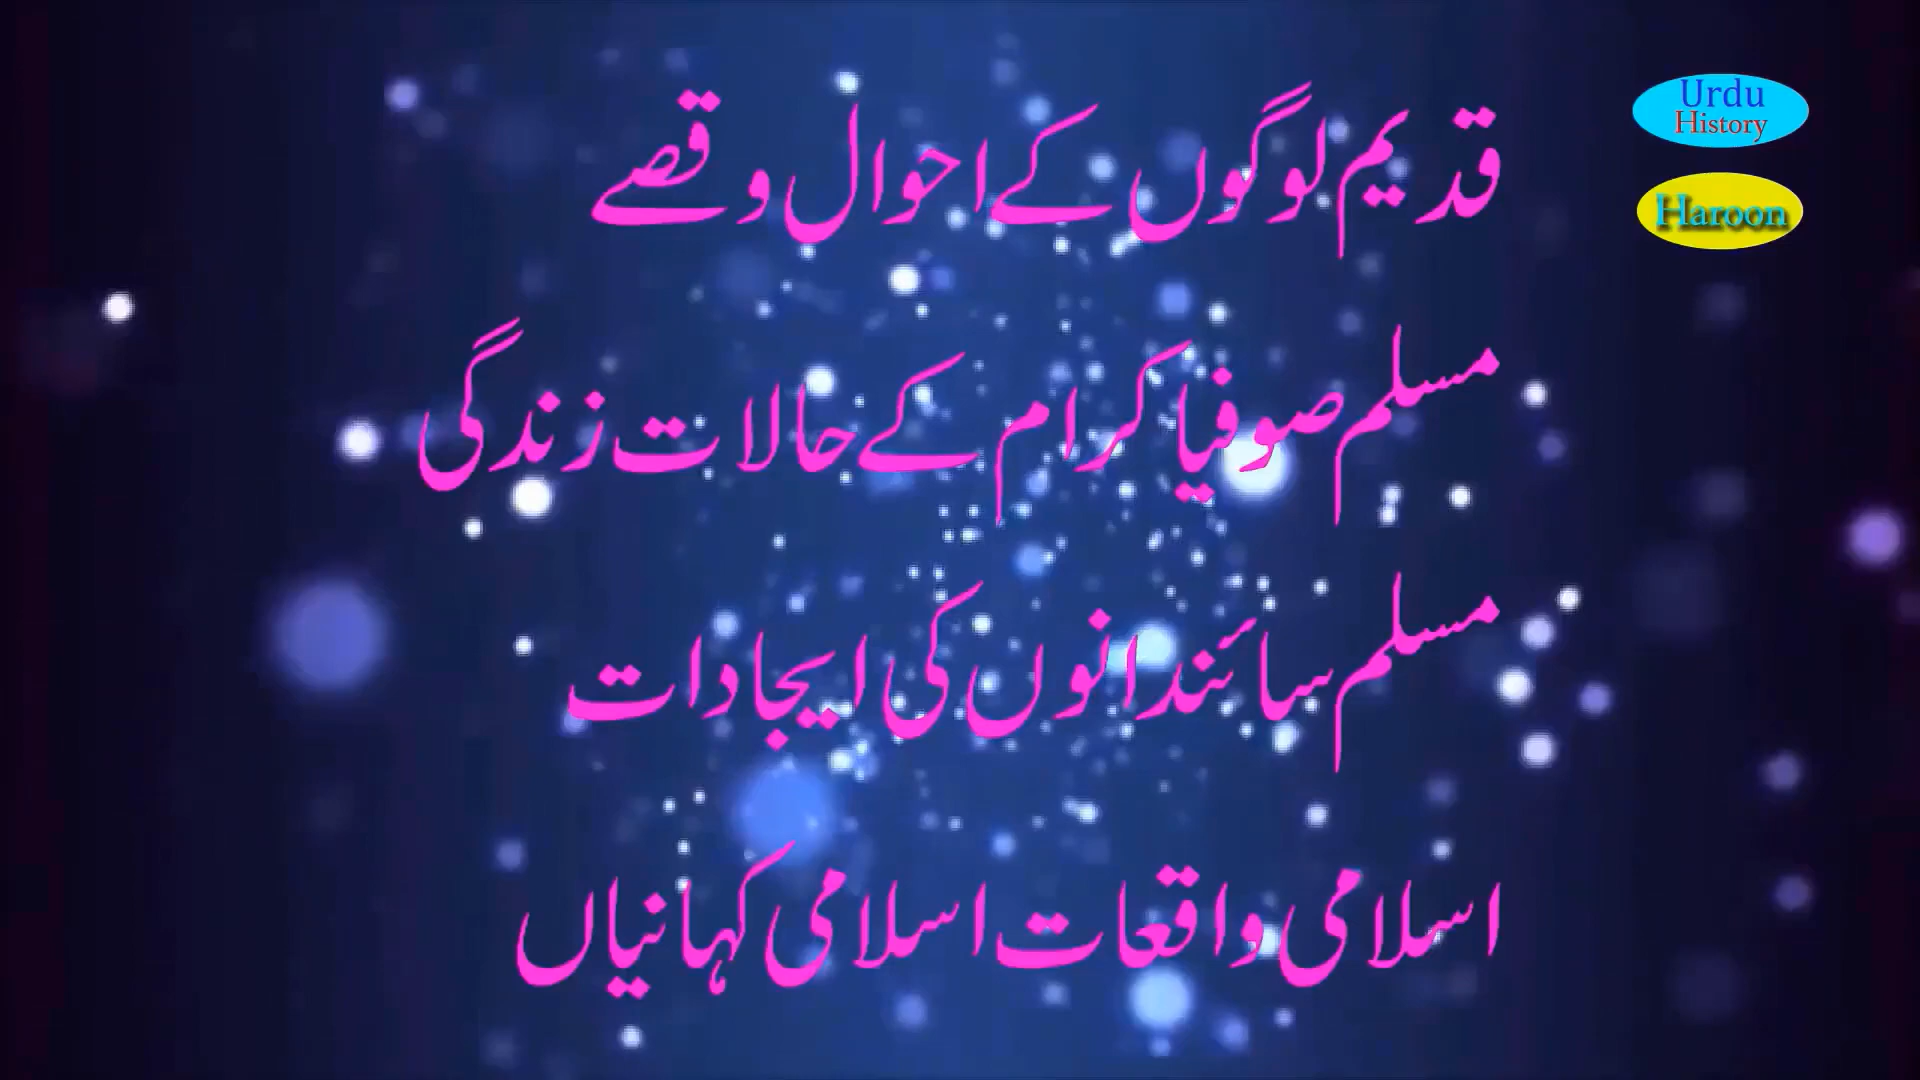 Urdu
History
Haroon
قدیم لوگوں کے احوال و قصے
مسلم صوفیا کرام کے حالات زندگی
مسلم سائندانوں کی ایجادات
اسلامی واقعات اسلامی کہانیاں